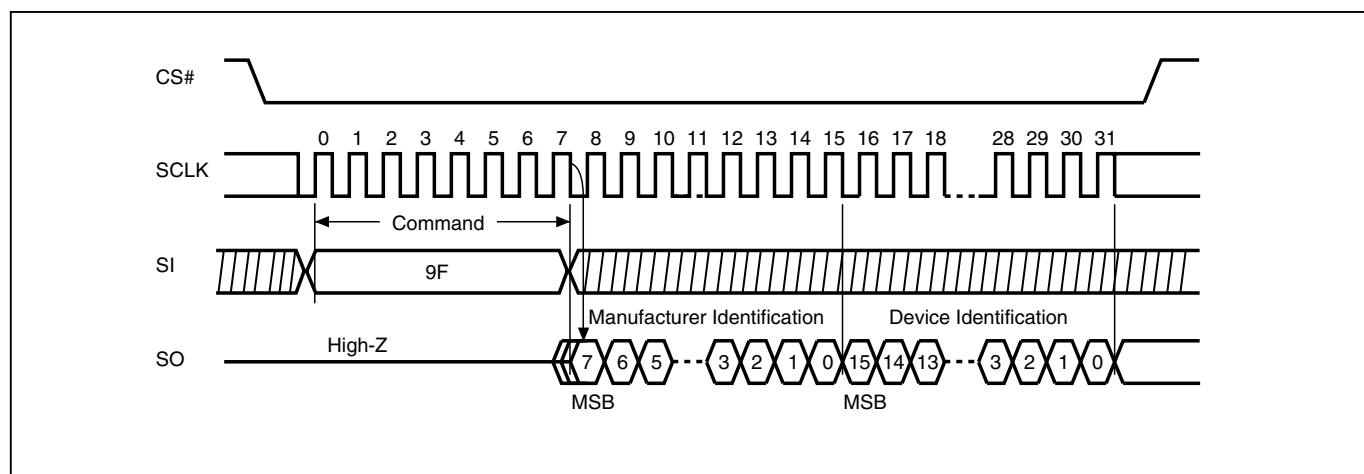 CS#
0 1 2 3 4 5 6 7 8 9 10 11 12 13 14 15 16 17 18 28 29 30 31
SCLK
Command
SI
9F
Manufacturer Identification Device Identification
High-Z
SO
7 6 5 3 2 1 0 15 14 13 3 2 1 0
MSB MSB